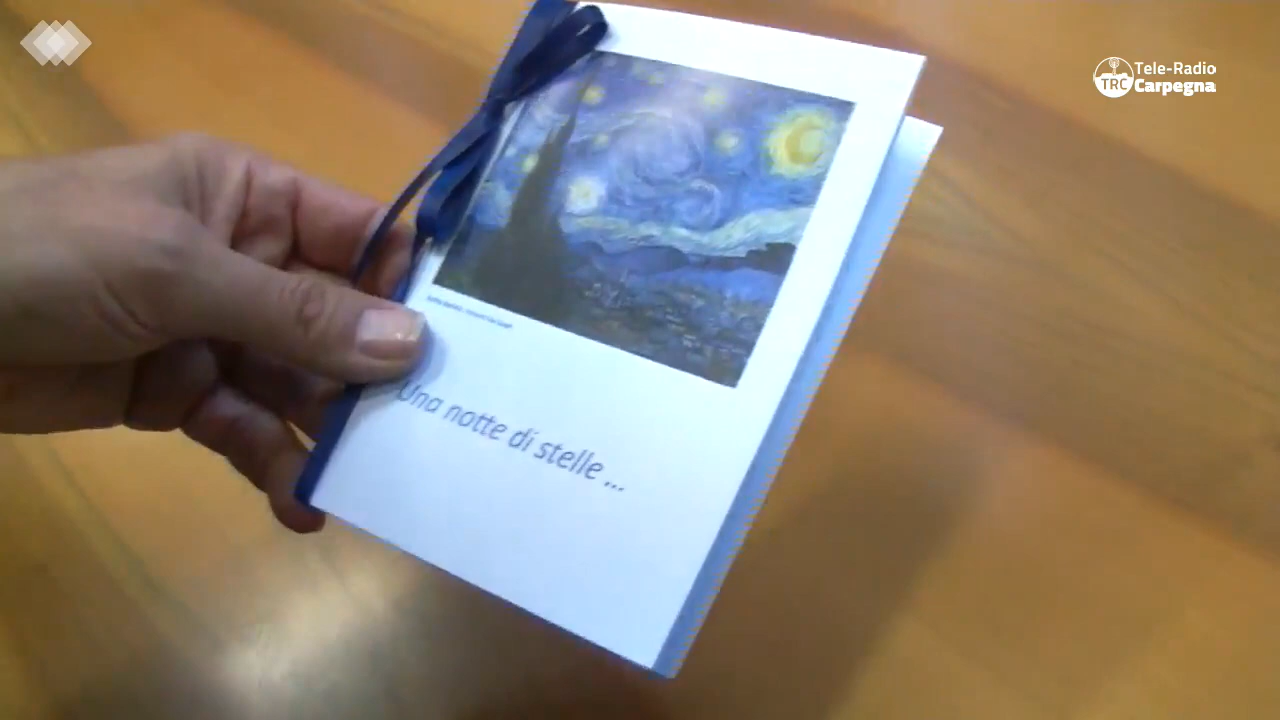 TRC
Tele-Radio
Carpegna
Una notte di stelle ...